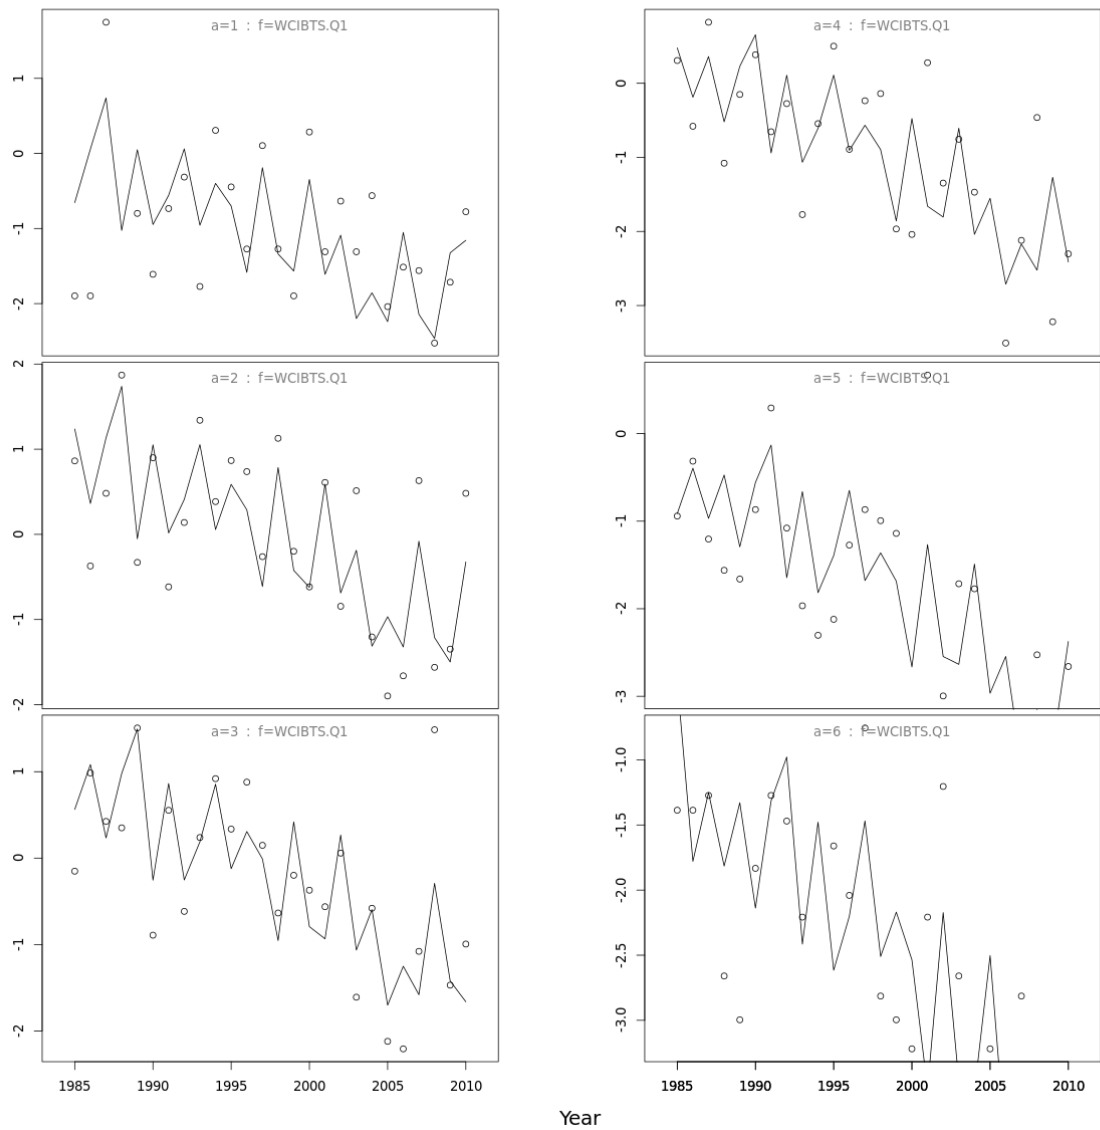 a=1 : f=WCIBTS.Q1
1
0
-1
-2
a=2 : f=WCIBTS.Q1
2
1
0
-1
-2
a=3 : f=WCIBTS.Q1
1
0
-1
-2
1985 1990 1995 2000 2005 2010
a=4 : f=WCIBTS.Q1
0
-1
-2
-3
a=5 : f=WCIBTS.Q1
0
-1
-2
-3
a=6 : f=WCIBTS.Q1
-1.0
-1.5
-2.0
-2.5
-3.0
1985 1990 1995 2000 2005 2010
Year